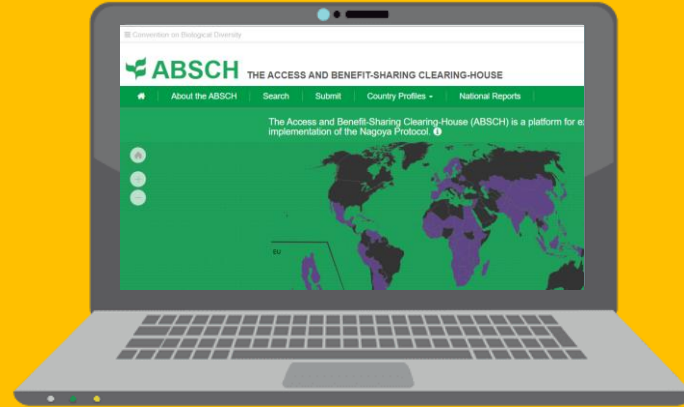 Convention on Biological Diversity
ABSCH THE ACCESS AND BENEFIT-SHARING CLEARING-HOUSE
About the ABSCH Search Submit Country Profiles National Reports
The Access and Benefit-Sharing Clearing-House (ABSCH) is a platform for e
implementation of the Nagoya Protocol.
EU